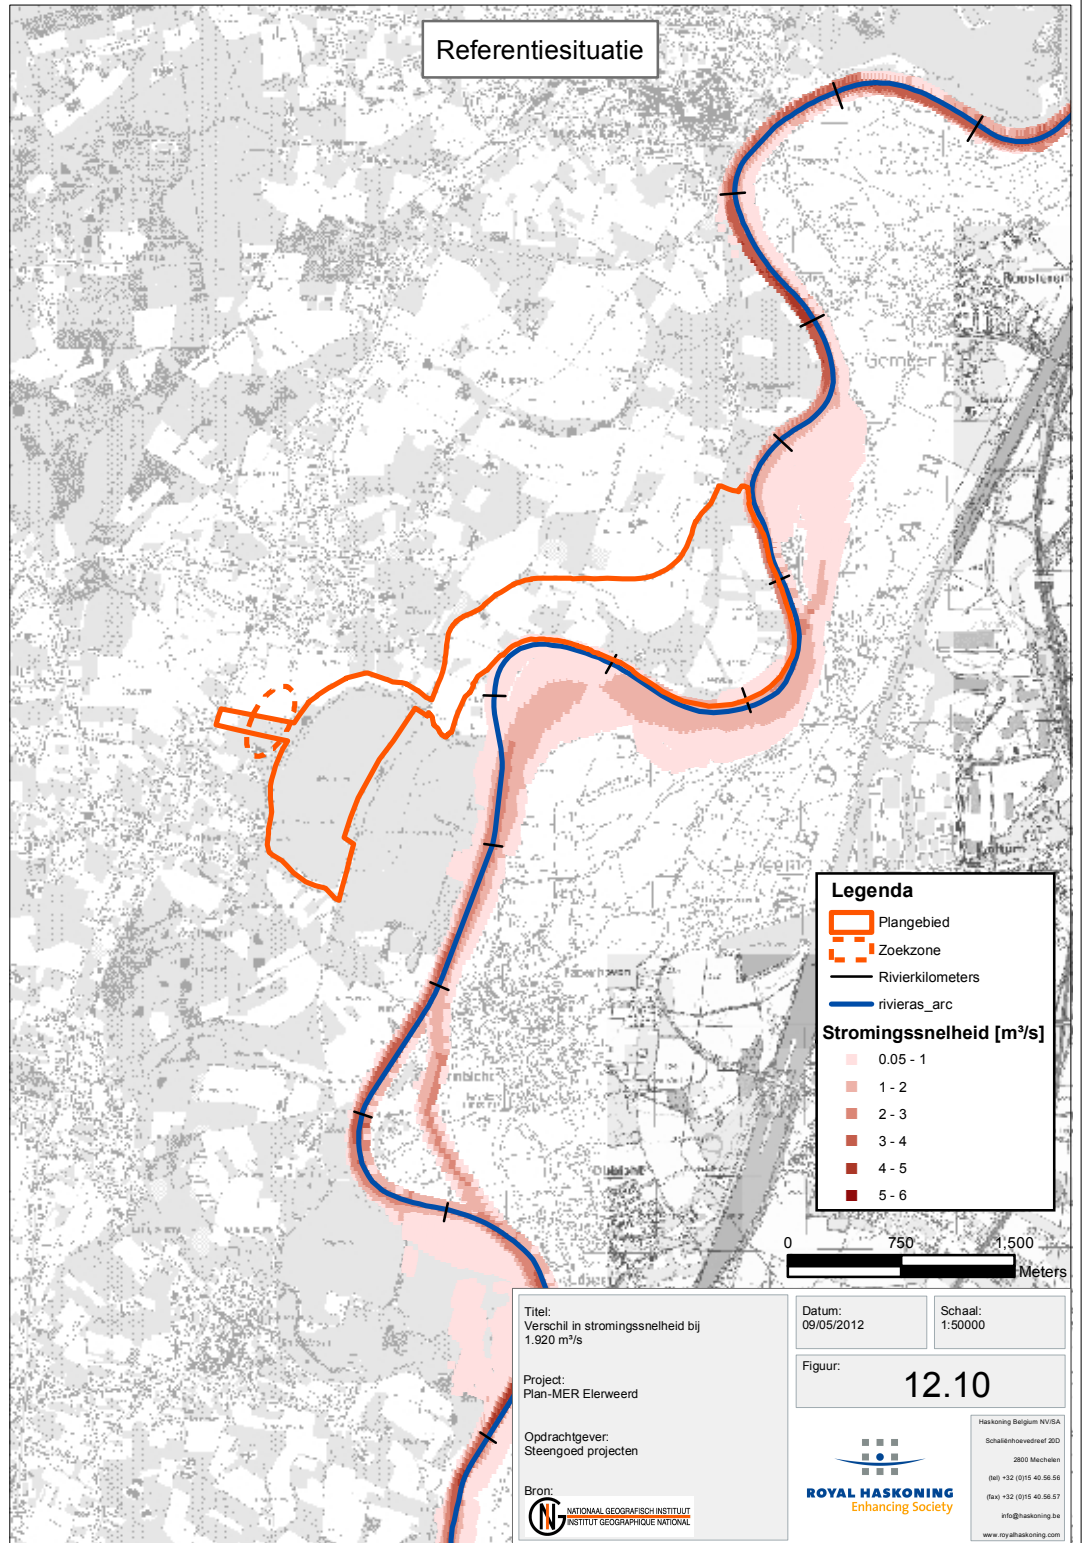 Referentiesituatie
Legenda
Plangebied
Zoekzone
Rivierkilometers
rivieras_arc
Stromingssnelheid [m³/s]
0.05 - 1
1 - 2
2 - 3
3 - 4
4 - 5
5 - 6
0 750 1,500
Meters
Titel:
Verschil in stromingssnelheid bij
1.920 m³/s
Project:
Plan-MER Elerweerd
Opdrachtgever:
Steengoed projecten
Bron:
NATIONAAL GEOGRAFISCH INSTITUUT
INSTITUT GEOGRAPHIQUE NATIONAL
Datum:
09/05/2012
Schaal:
1:50000
Figuur:
12.10
ROYAL HASKONING
Enhancing Society
Haskoning Belgium NV/SA
Schaliënhoevedreef 20D
2800 Mechelen
(tel) +32 (0)15 40.56.56
(fax) +32 (0)15 40.56.57
info@haskoning.be
www.royalhaskoning.com